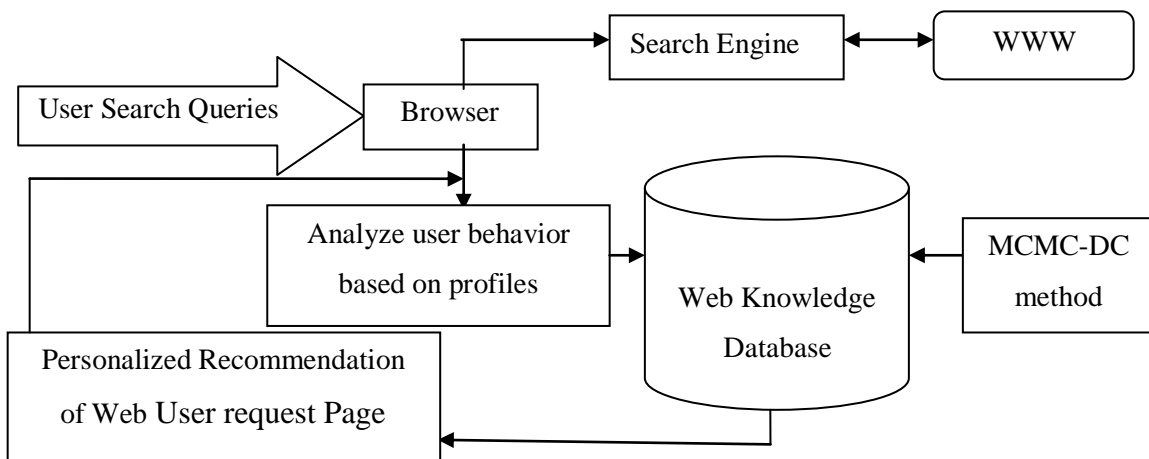 Search Engine
WWW
User Search Queries
Browser
Analyze user behavior
based on profiles
Web Knowledge
Database
MCMC-DC
method
Personalized Recommendation
of Web User request Page